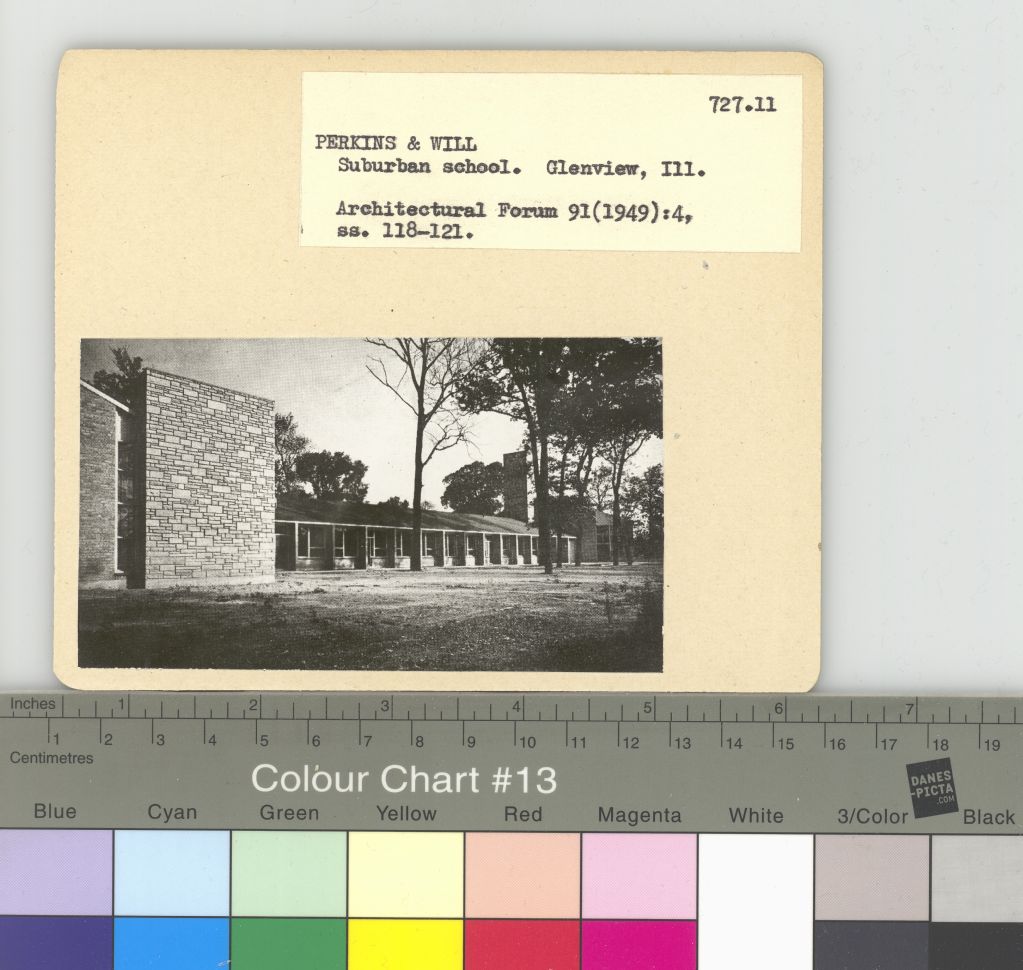 727.11
PERKINS & WILL
Suburban school. Glenview, Ill.
Architectural Forum 91(1949):4,
ss. 118-121.
Inches 1 2 3 4 5 6 7
1 2 3 4 5 6 7 8 9 10 11 12 13 14 15 16 17 18 19
Centimetres
Colour Chart #13
DANES
-PICTA
.COM
Blue Cyan Green Yellow Red Magenta White 3/Color Black